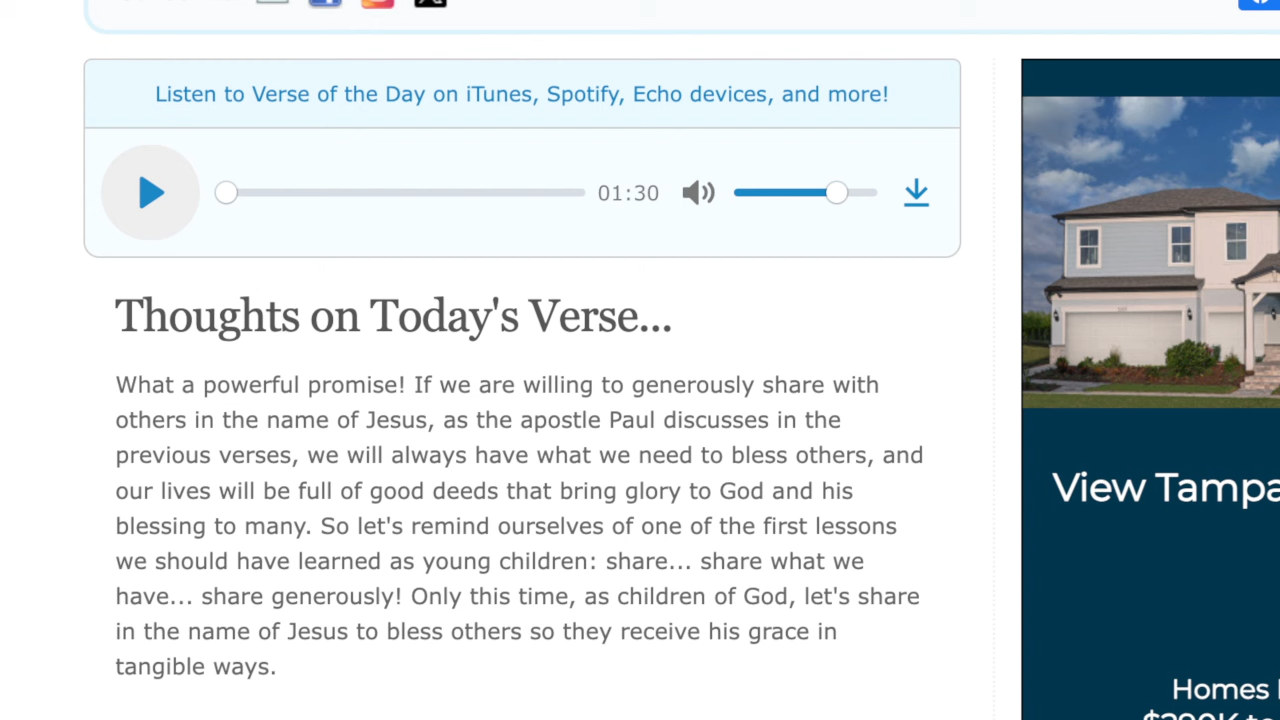 Listen to Verse of the Day on iTunes, Spotify, Echo devices, and more!
01:30
Thoughts on Today's Verse...
What a powerful promise! If we are willing to generously share with
others in the name of Jesus, as the apostle Paul discusses in the
previous verses, we will always have what we need to bless others, and
our lives will be full of good deeds that bring glory to God and his
blessing to many. So let's remind ourselves of one of the first lessons
we should have learned as young children: share... share what we
have... share generously! Only this time, as children of God, let's share
in the name of Jesus to bless others so they receive his grace in
tangible ways.
View Tampa
Homes